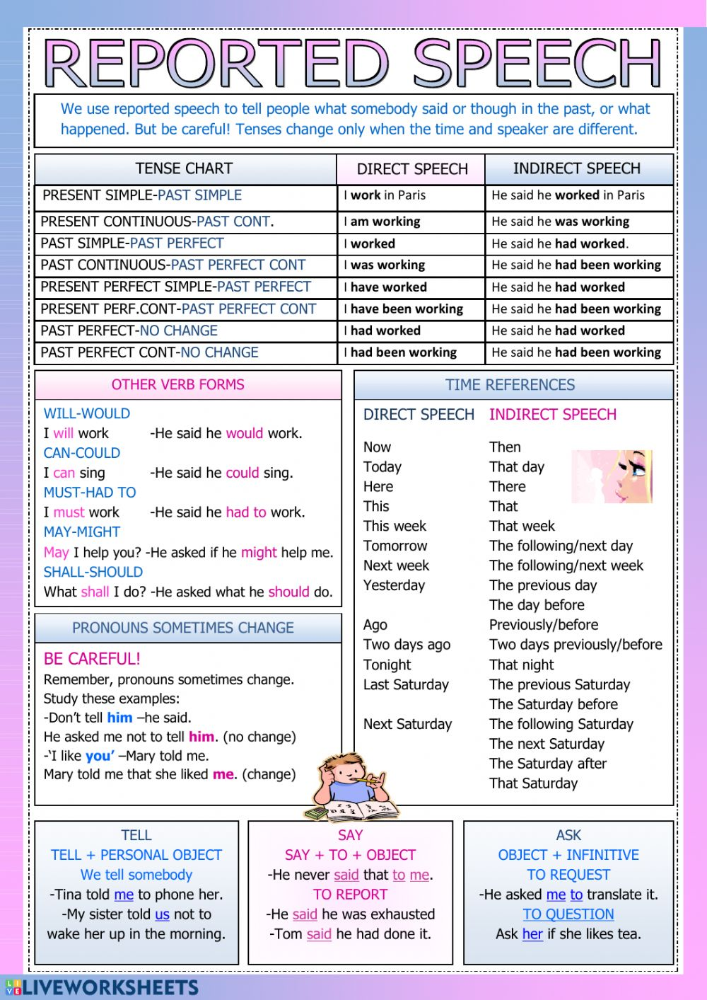 REPORTED SPEECH
We use reported speech to tell people what somebody said or though in the past, or what
happened. But be careful! Tenses change only when the time and speaker are different.
TENSE CHART DIRECT SPEECH INDIRECT SPEECH
PRESENT SIMPLE-PAST SIMPLE I work in Paris He said he worked in Paris
PRESENT CONTINUOUS-PAST CONT. I am working He said he was working
PAST SIMPLE-PAST PERFECT I worked He said he had worked.
PAST CONTINUOUS-PAST PERFECT CONT I was working He said he had been working
PRESENT PERFECT SIMPLE-PAST PERFECT I have worked He said he had worked
PRESENT PERF.CONT-PAST PERFECT CONT I have been working He said he had been working
PAST PERFECT-NO CHANGE I had worked He said he had worked
PAST PERFECT CONT-NO CHANGE I had been working He said he had been working
OTHER VERB FORMS
WILL-WOULD
I will work -He said he would work.
CAN-COULD
I can sing -He said he could sing.
MUST-HAD TO
I must work -He said he had to work.
MAY-MIGHT
May I help you? -He asked if he might help me.
SHALL-SHOULD
What shall I do? -He asked what he should do.
PRONOUNS SOMETIMES CHANGE
BE CAREFUL!
Remember, pronouns sometimes change.
Study these examples:
-Don't tell him –he said.
He asked me not to tell him. (no change)
-'I like you' –Mary told me.
Mary told me that she liked me. (change)
TIME REFERENCES
DIRECT SPEECH INDIRECT SPEECH
Now Then
Today That day
Here There
This That
This week That week
Tomorrow The following/next day
Next week The following/next week
Yesterday The previous day
The day before
Ago Previously/before
Two days ago Two days previously/before
Tonight That night
Last Saturday The previous Saturday
The Saturday before
Next Saturday The following Saturday
The next Saturday
The Saturday after
That Saturday
TELL
TELL + PERSONAL OBJECT
We tell somebody
-Tina told me to phone her.
-My sister told us not to
wake her up in the morning.
SAY
SAY + TO + OBJECT
-He never said that to me.
TO REPORT
-He said he was exhausted
-Tom said he had done it.
ASK
OBJECT + INFINITIVE
TO REQUEST
-He asked me to translate it.
TO QUESTION
Ask her if she likes tea.
LIVE LIVEWORKSHEETS